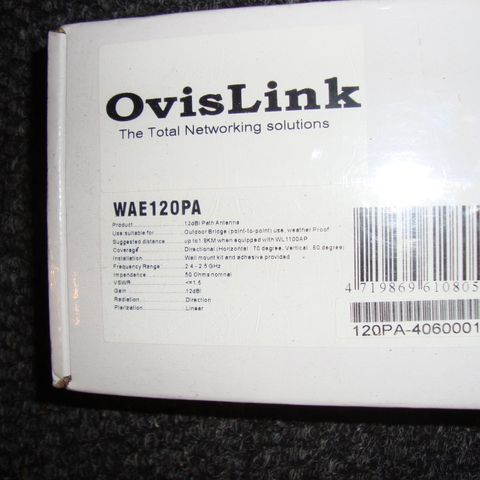 OvisLink
The Total Networking solutions
WAE120PA
Product 12dBi Path Antenna
Use suitable for Outdoor Bridge (point-to-point) use, weather Proof
Suggested distance up to 1.8KM when equipped with WL1100AP
Coverage Directional (Horizontal 70 degree, Vertical 60 degree)
Installation Wall mount kit and adhesive provided
Frequency Range 2.4 - 2.5 GHz
Impendence 50 Ohms nomnal
VSWR <=1.5
Gain 12dBi
Radiation Direction
Plarization Linear
4 719869 610805
120PA-4060001